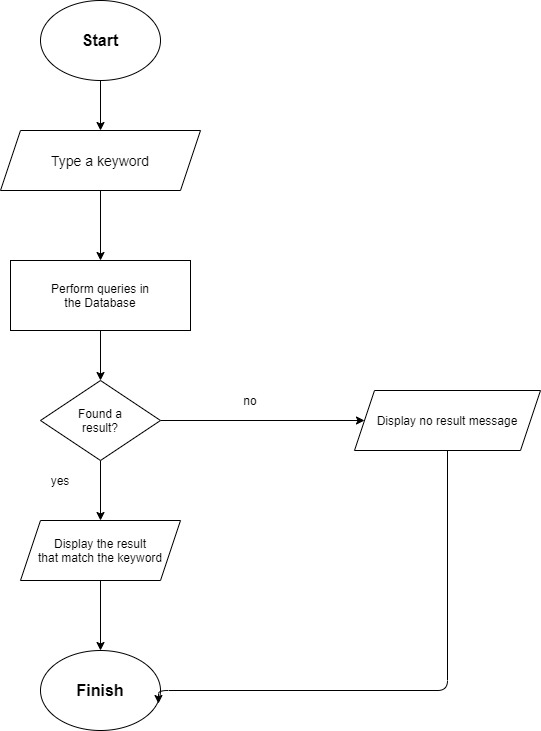 Start
Type a keyword
Perform queries in
the Database
Found a
result?
no
Display no result message
yes
Display the result
that match the keyword
Finish